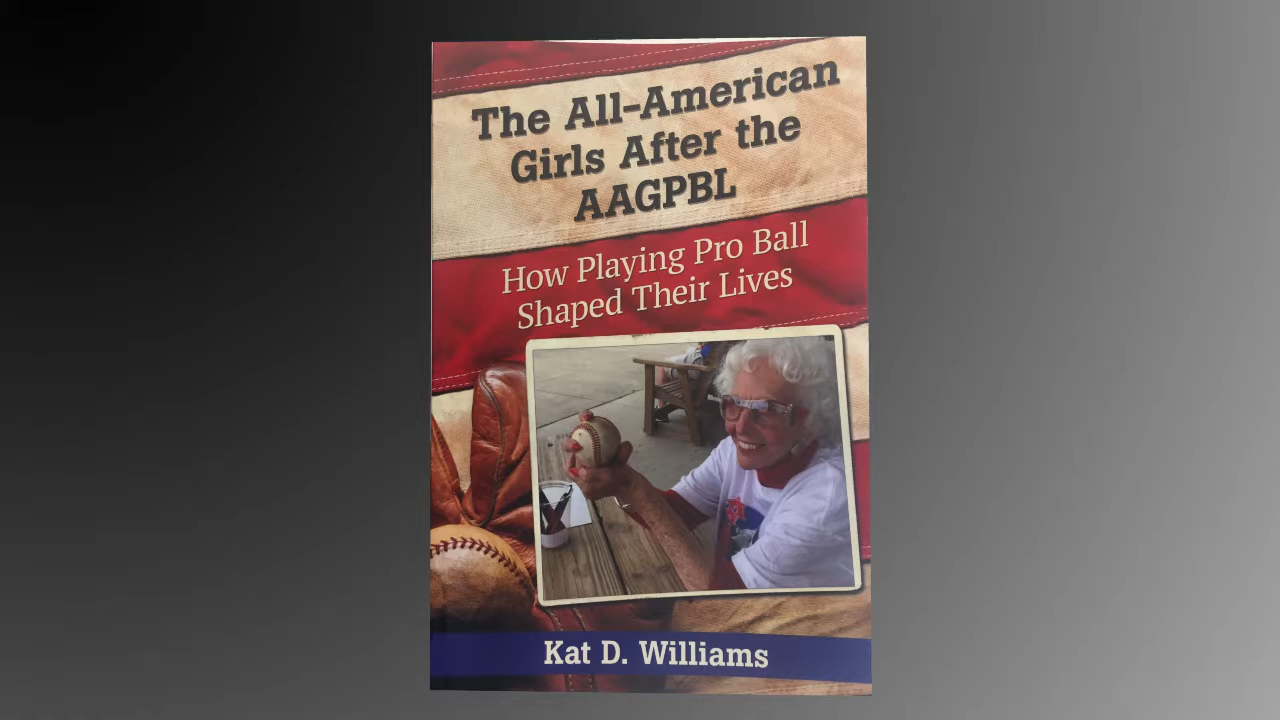 The All-American
Girls After the
AAGPBL
How Playing Pro Ball
Shaped Their Lives
Kat D. Williams